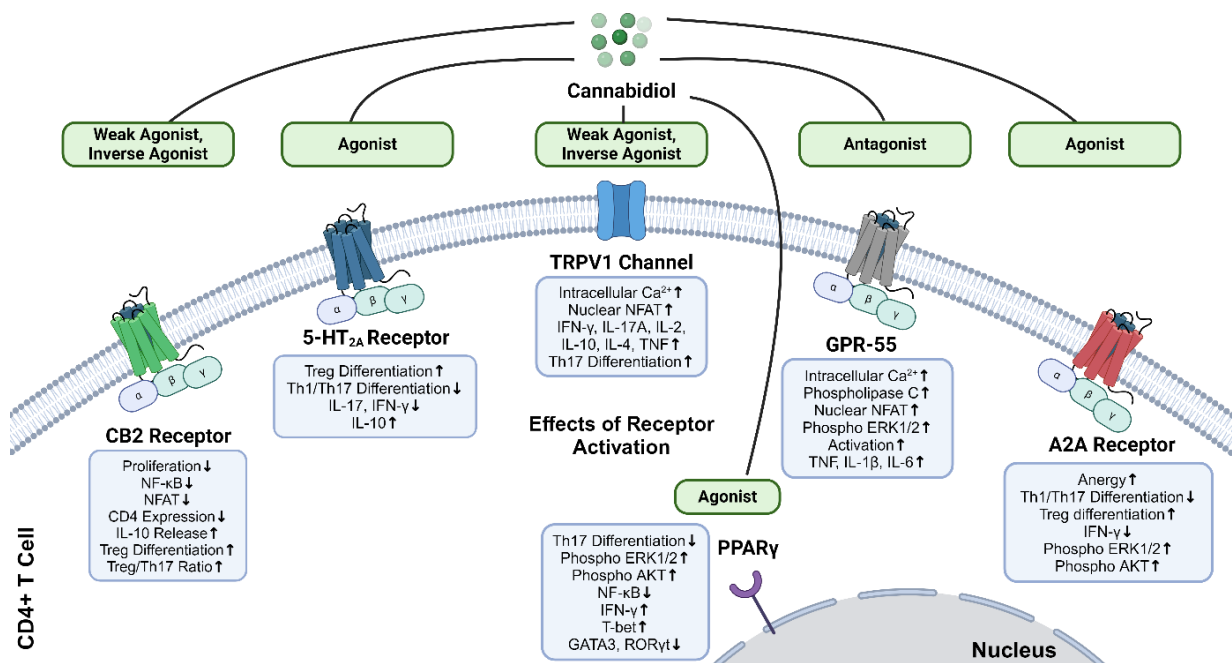 Cannabidiol
Weak Agonist,
Inverse Agonist
Agonist
Weak Agonist,
Inverse Agonist
Antagonist
Agonist
α
β
γ
CB2 Receptor
Proliferation↓
NF-κB↓
NFAT↓
CD4 Expression↓
IL-10 Release↑
Treg Differentiation↑
Treg/Th17 Ratio↑
α
β
γ
5-HT2A Receptor
Treg Differentiation↑
Th1/Th17 Differentiation↓
IL-17, IFN-γ↓
IL-10↑
TRPV1 Channel
Intracellular Ca²⁺↑
Nuclear NFAT↑
IFN-γ, IL-17A, IL-2,
IL-10, IL-4, TNF↑
Th17 Differentiation↑
Effects of Receptor
Activation
α
β
γ
GPR-55
Intracellular Ca²⁺↑
Phospholipase C↑
Nuclear NFAT↑
Phospho ERK1/2↑
Activation↑
TNF, IL-1β, IL-6↑
α
β
γ
A2A Receptor
Anergy↑
Th1/Th17 Differentiation↓
Treg differentiation↑
IFN-γ↓
Phospho ERK1/2↑
Phospho AKT↑
Agonist
PPARγ
Th17 Differentiation↓
Phospho ERK1/2↑
Phospho AKT↑
NF-κB↓
IFN-γ↑
T-bet↑
GATA3, RORγt↓
Nucleus
CD4+ T Cell